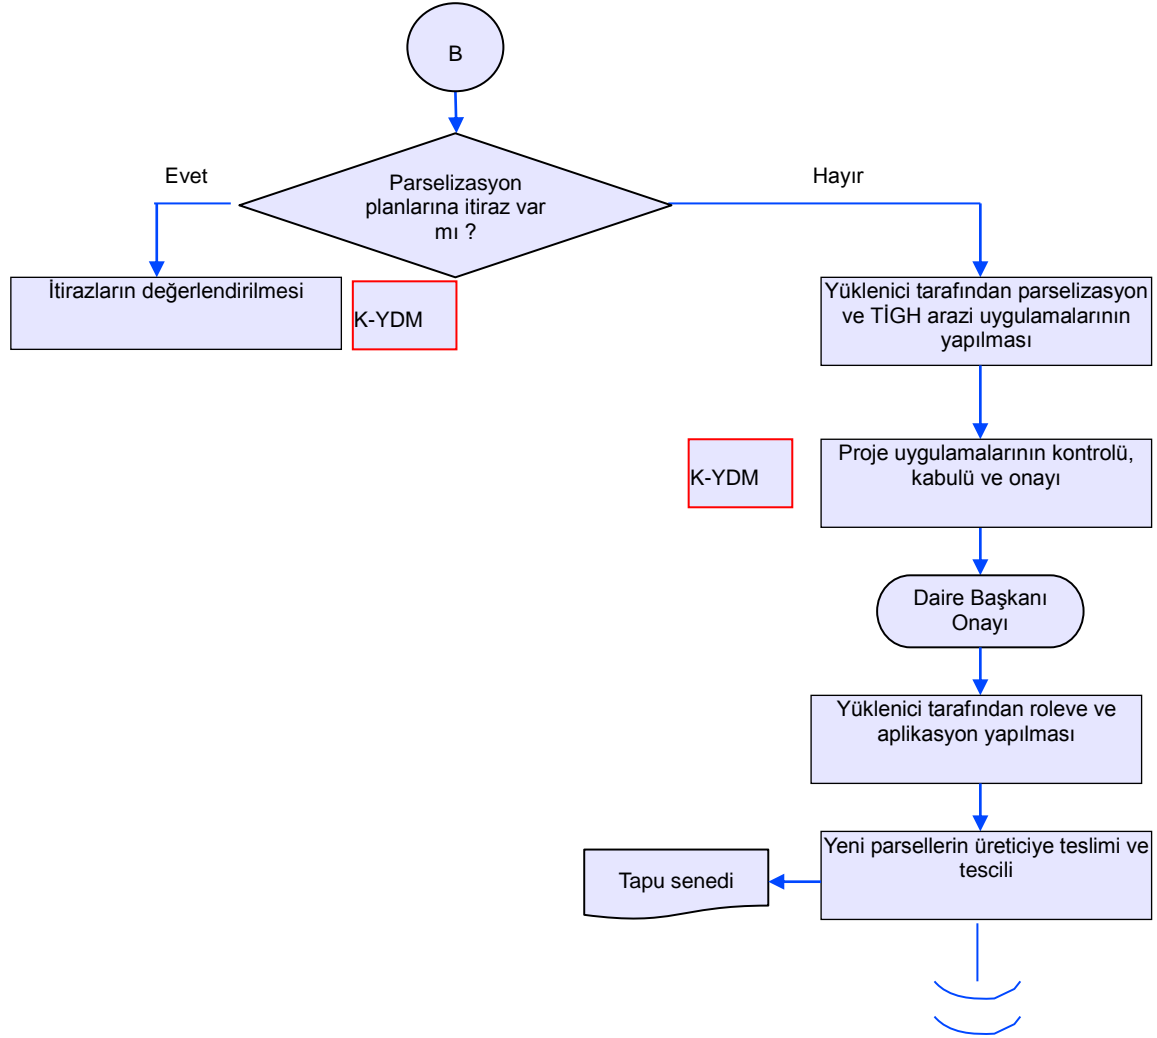 B
Evet
Parselizasyon
planlarına itiraz var
mı ?
Hayır
İtirazların değerlendirilmesi
K-YDM
Yüklenici tarafından parselizasyon
ve TİGH arazi uygulamalarının
yapılması
K-YDM
Proje uygulamalarının kontrolü,
kabulü ve onayı
Daire Başkanı
Onayı
Yüklenici tarafından roleve ve
aplikasyon yapılması
Yeni parsellerin üreticiye teslimi ve
tescili
Tapu senedi